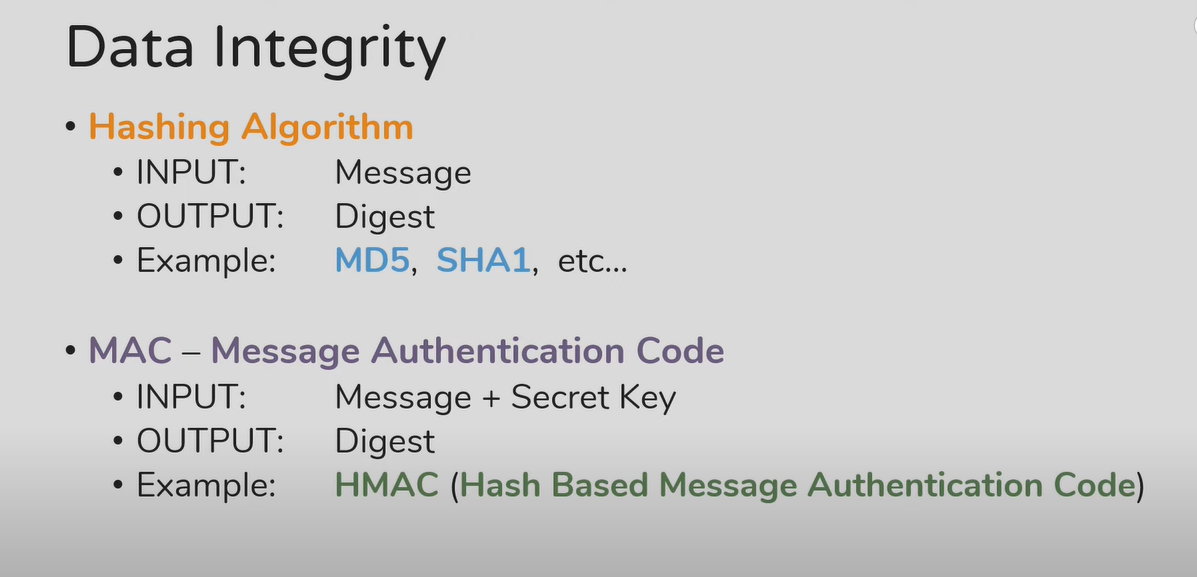 Data Integrity
• Hashing Algorithm
• INPUT: Message
• OUTPUT: Digest
• Example: MD5, SHA1, etc...
• MAC – Message Authentication Code
• INPUT: Message + Secret Key
• OUTPUT: Digest
• Example: HMAC (Hash Based Message Authentication Code)